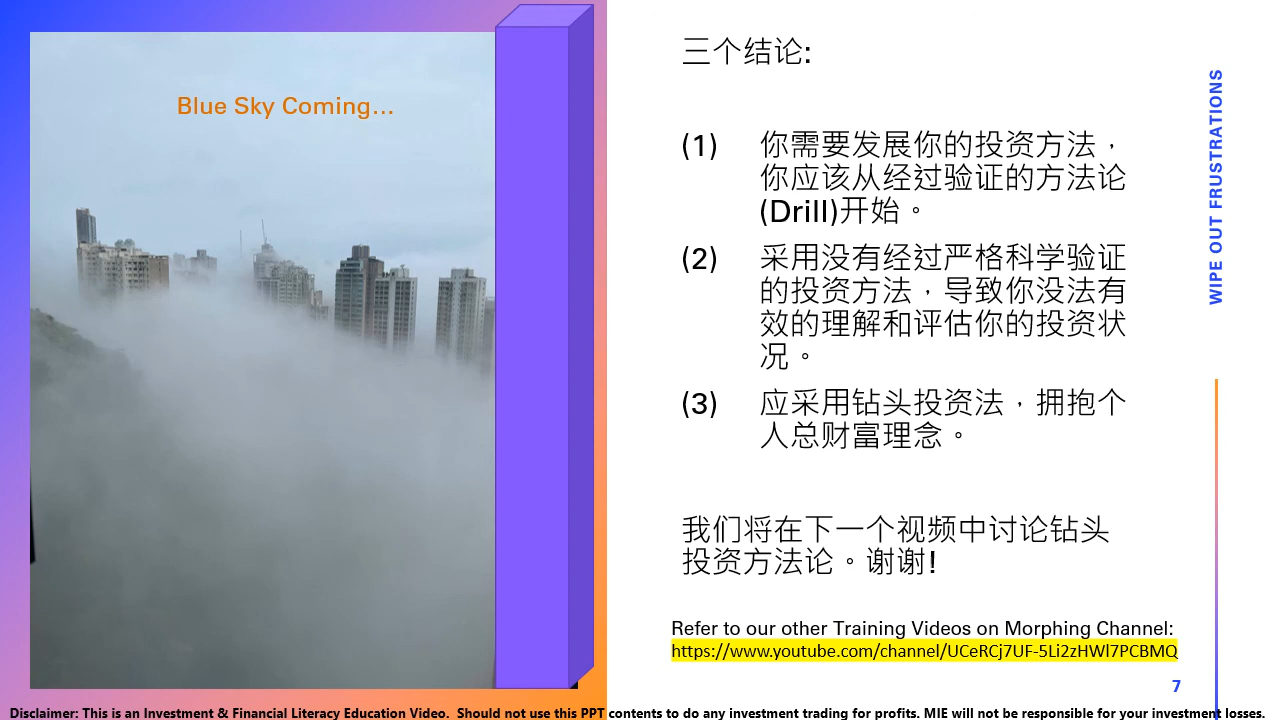 Blue Sky Coming...
三个结论:
(1) 你需要发展你的投资方法，
你应该从经过验证的方法论
(Drill)开始。
(2) 采用没有经过严格科学验证
的投资方法，导致你没法有
效的理解和评估你的投资状
况。
(3) 应采用钻头投资法，拥抱个
人总财富理念。
我们将在下一个视频中讨论钻头
投资方法论。谢谢!
Refer to our other Training Videos on Morphing Channel:
https://www.youtube.com/channel/UCeRCj7UF-5Li2zHWl7PCBMQ
WIPE OUT FRUSTRATIONS
7
Disclaimer: This is an Investment & Financial Literacy Education Video.  Should not use this PPT contents to do any investment trading for profits. MIE will not be responsible for your investment losses.